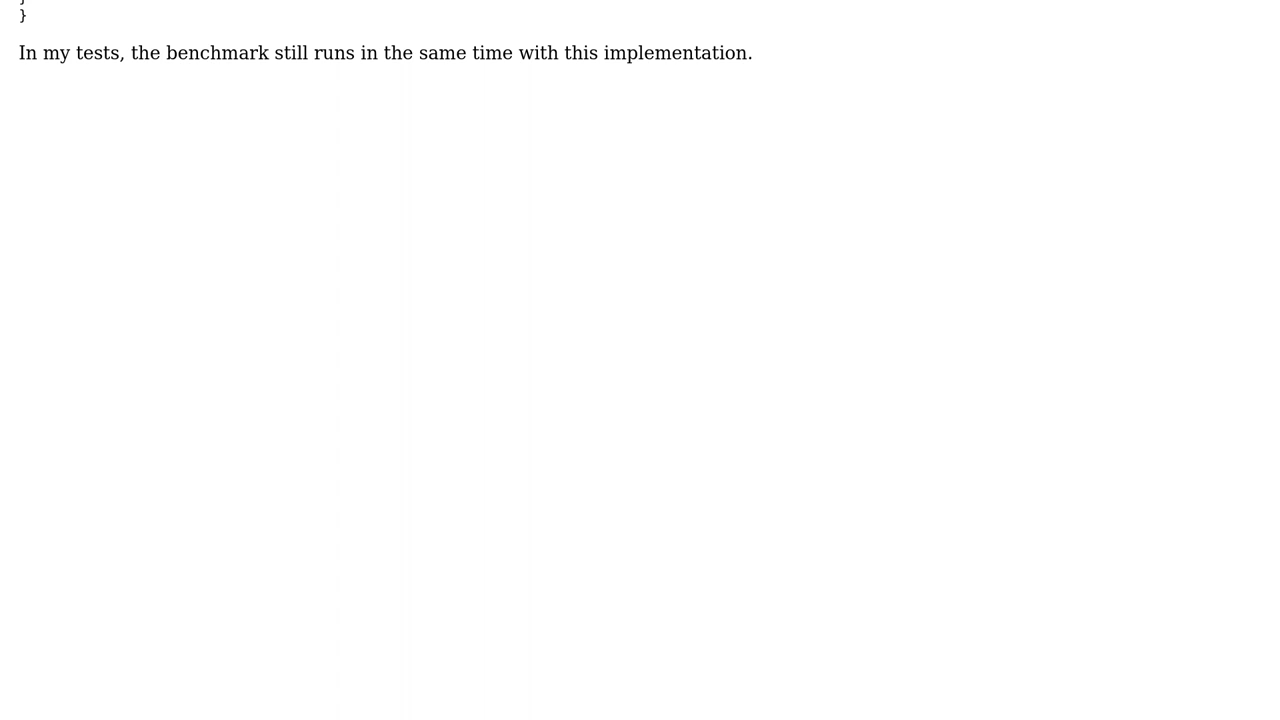 }
In my tests, the benchmark still runs in the same time with this implementation.